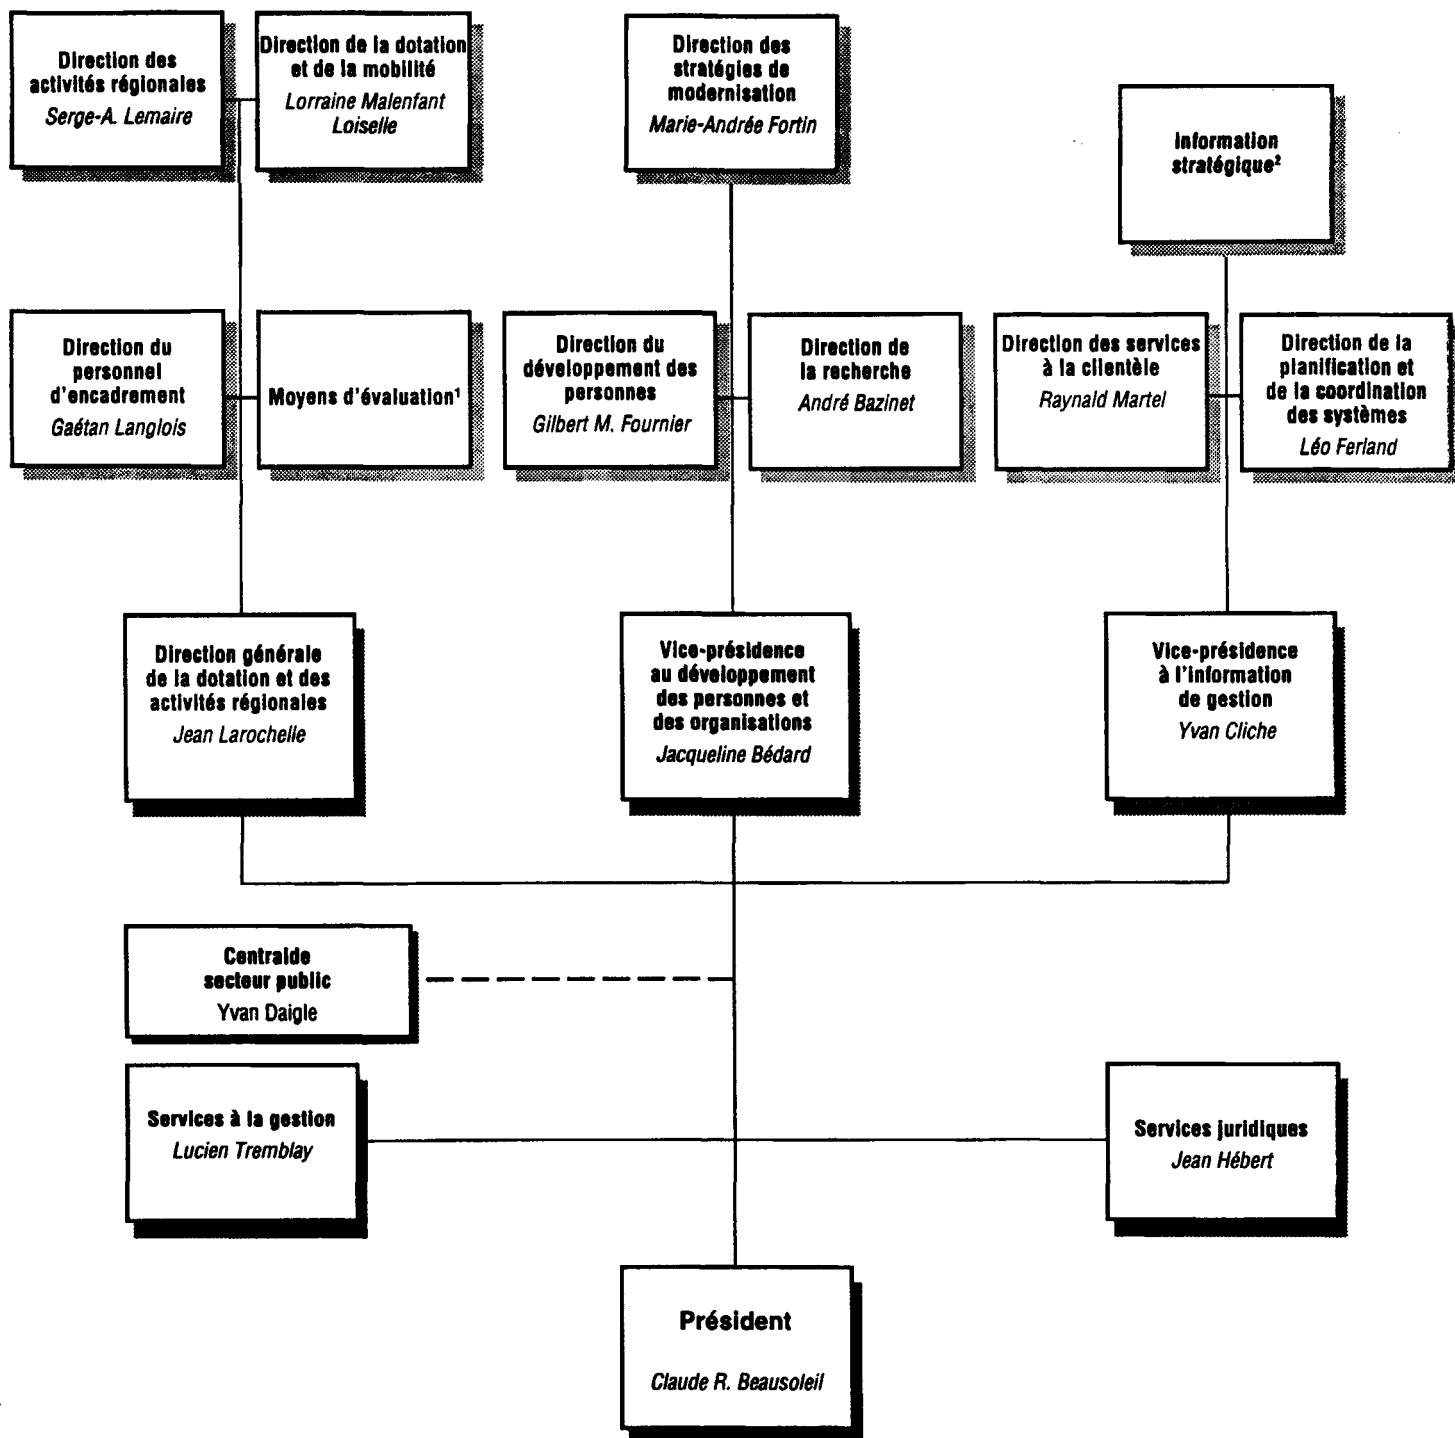 Direction des
activités régionales
Serge-A. Lemaire
Direction de la dotation
et de la mobilité
Lorraine Malenfant
Loiselle
Direction des
stratégies de
modernisation
Marie-Andrée Fortin
Information
stratégique²
Direction du
personnel
d'encadrement
Gaétan Langlois
Moyens d'évaluation¹
Direction du
développement des
personnes
Gilbert M. Fournier
Direction de
la recherche
André Bazinet
Direction des services
à la clientèle
Raynald Martel
Direction de la
planification et
de la coordination
des systèmes
Léo Ferland
Direction générale
de la dotation et des
activités régionales
Jean Larochelle
Vice-présidence
au développement
des personnes et
des organisations
Jacqueline Bédard
Vice-présidence
à l'information
de gestion
Yvan Cliche
Centraide
secteur public
Yvan Daigle
Services à la gestion
Lucien Tremblay
Services juridiques
Jean Hébert
Président
Claude R. Beausoleil